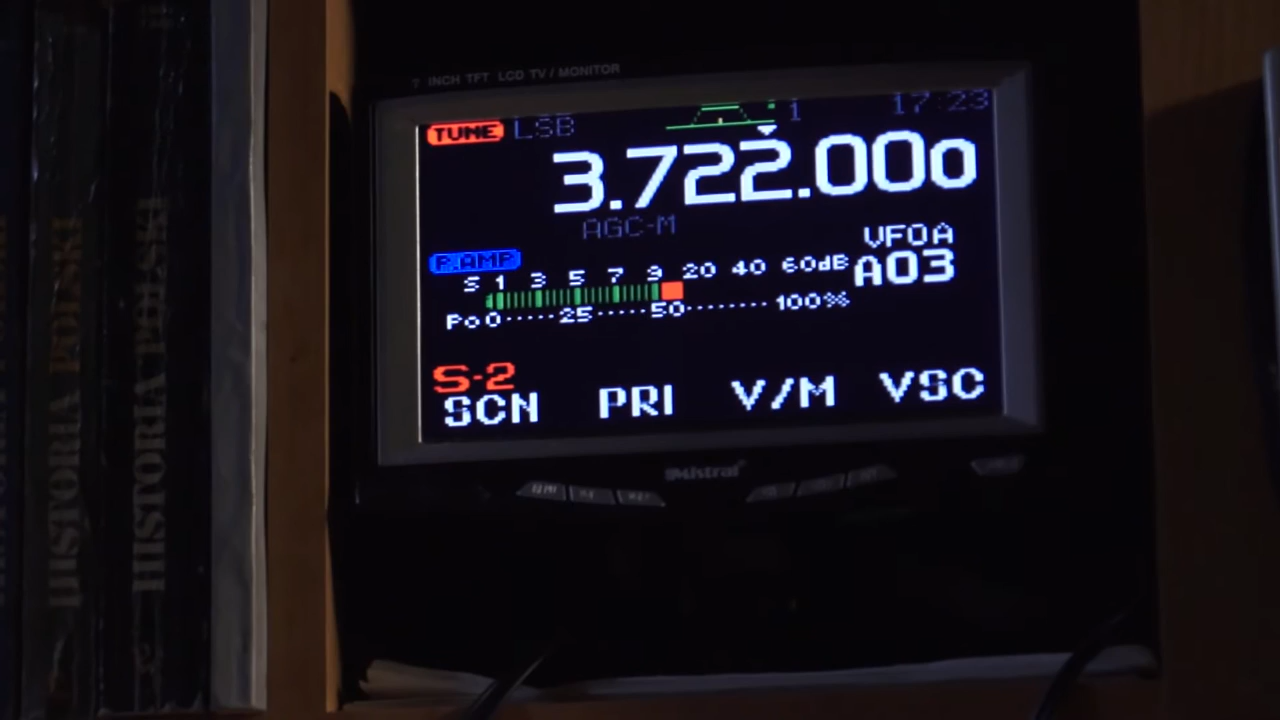 7 INCH TFT LCD TV / MONITOR
TUNE LSB 1 17:23
3.722.000
AGC-M
VFOA
P.AMP
A03
S 1 3 5 7 9 20 40 60dB
Po 0 25 50 100%
S-2
SCN PRI V/M VSC
Mistral
HISTORIA POLSKI
HISTORIA POLSKI